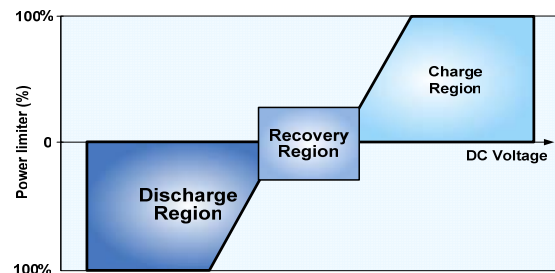 100%
Charge
Region
Power limiter (%)
Recovery
Region
0
DC Voltage
Discharge
Region
100%